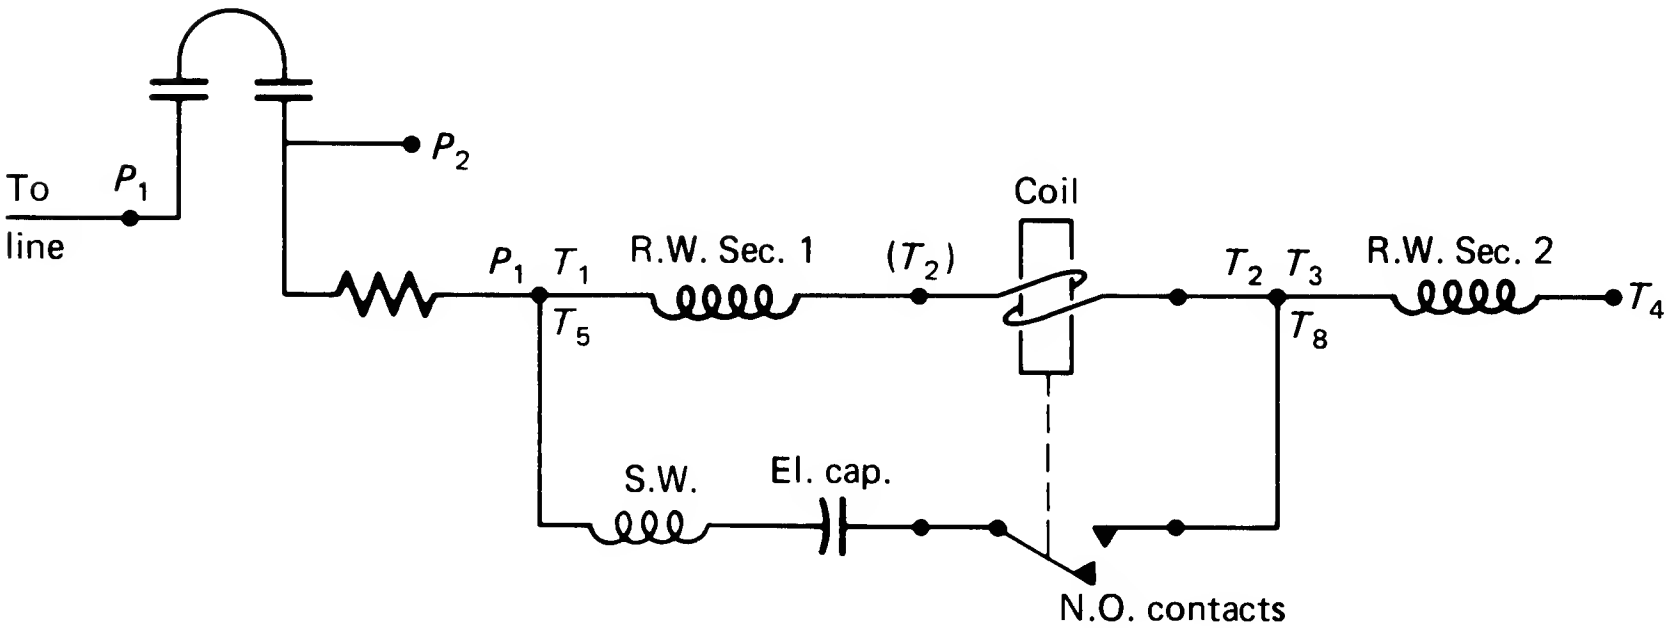 To
line
P₁
P₂
P₁ T₁
T₅
R.W. Sec. 1
(T₂)
Coil
T₂ T₃
T₈
R.W. Sec. 2
T₄
S.W.
El. cap.
N.O. contacts